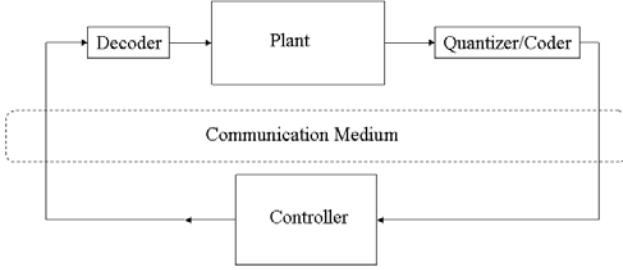 Decoder
Plant
Quantizer/Coder
Communication Medium
Controller